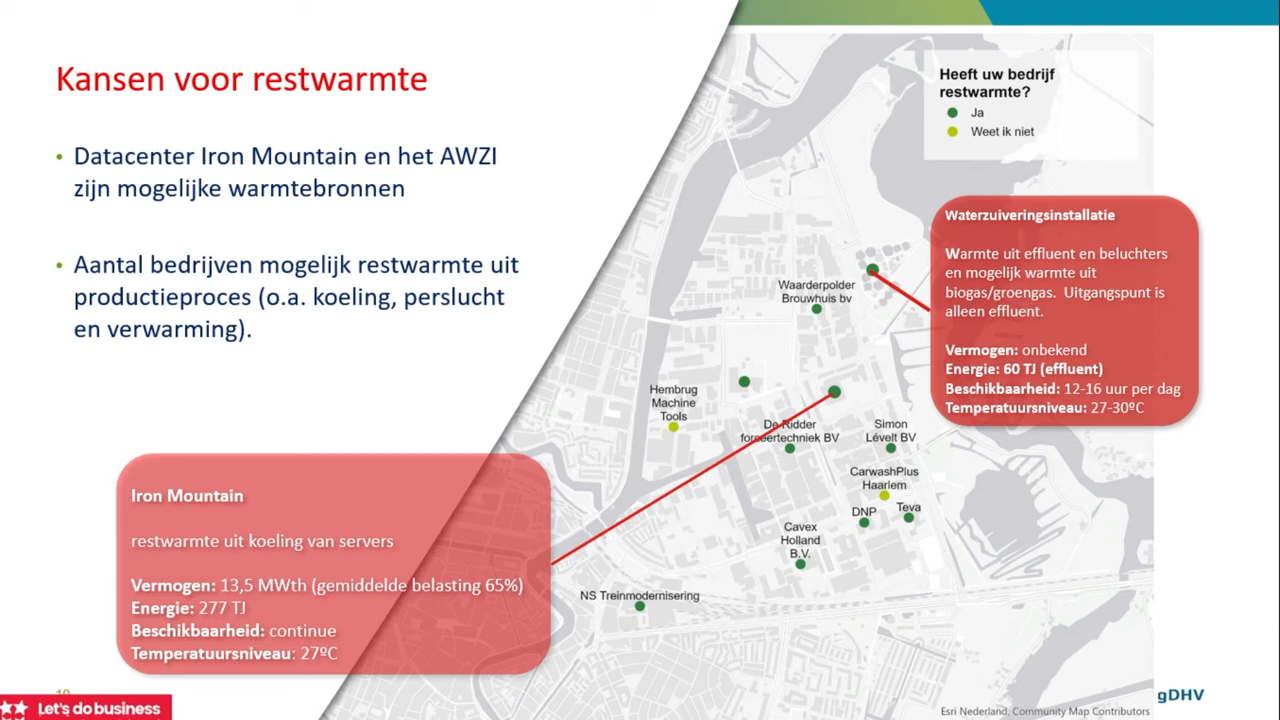 Kansen voor restwarmte
• Datacenter Iron Mountain en het AWZI
zijn mogelijke warmtebronnen
• Aantal bedrijven mogelijk restwarmte uit
productieproces (o.a. koeling, perslucht
en verwarming).
Heeft uw bedrijf
restwarmte?
Ja
Weet ik niet
Waterzuiveringsinstallatie
Warmte uit effluent en beluchters
en mogelijk warmte uit
biogas/groengas. Uitgangspunt is
alleen effluent.
Vermogen: onbekend
Energie: 60 TJ (effluent)
Beschikbaarheid: 12-16 uur per dag
Temperatuursniveau: 27-30ºC
Waarderpolder
Brouwhuis bv
Hembrug
Machine
Tools
De Ridder
forceertechniek BV
Simon
Lévelt BV
CarwashPlus
Haarlem
DNP
Teva
Cavex
Holland
B.V.
NS Treinmodernisering
Iron Mountain
restwarmte uit koeling van servers
Vermogen: 13,5 MWth (gemiddelde belasting 65%)
Energie: 277 TJ
Beschikbaarheid: continue
Temperatuursniveau: 27ºC
Let's do business
gDHV
Esri Nederland, Community Map Contributors